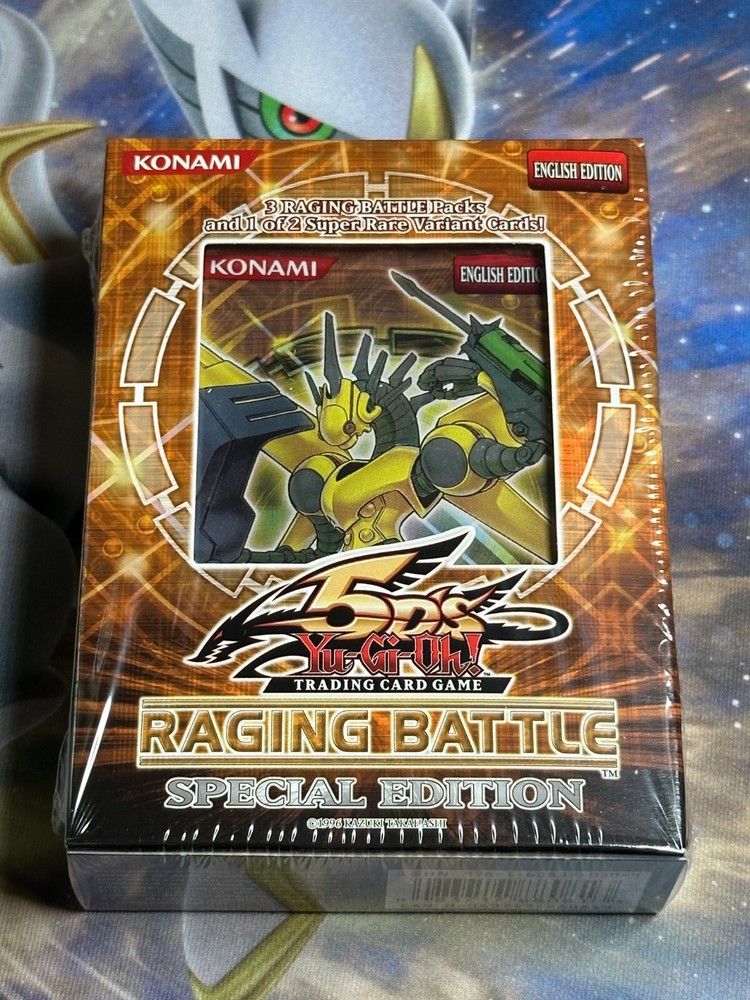 KONAMI
ENGLISH EDITION
3 RAGING BATTLE Packs
and 1 of 2 Super Rare Variant Cards!
KONAMI
ENGLISH EDITIO
5D's
Yu-Gi-Oh!
TRADING CARD GAME
RAGING BATTLE
TM
SPECIAL EDITION
©1996 KAZUKI TAKAHASHI